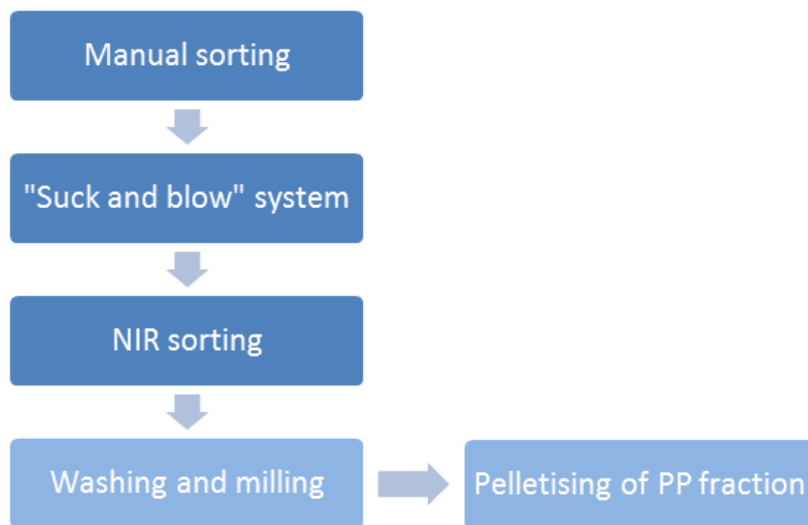 Manual sorting
"Suck and blow" system
NIR sorting
Washing and milling
Pelletising of PP fraction